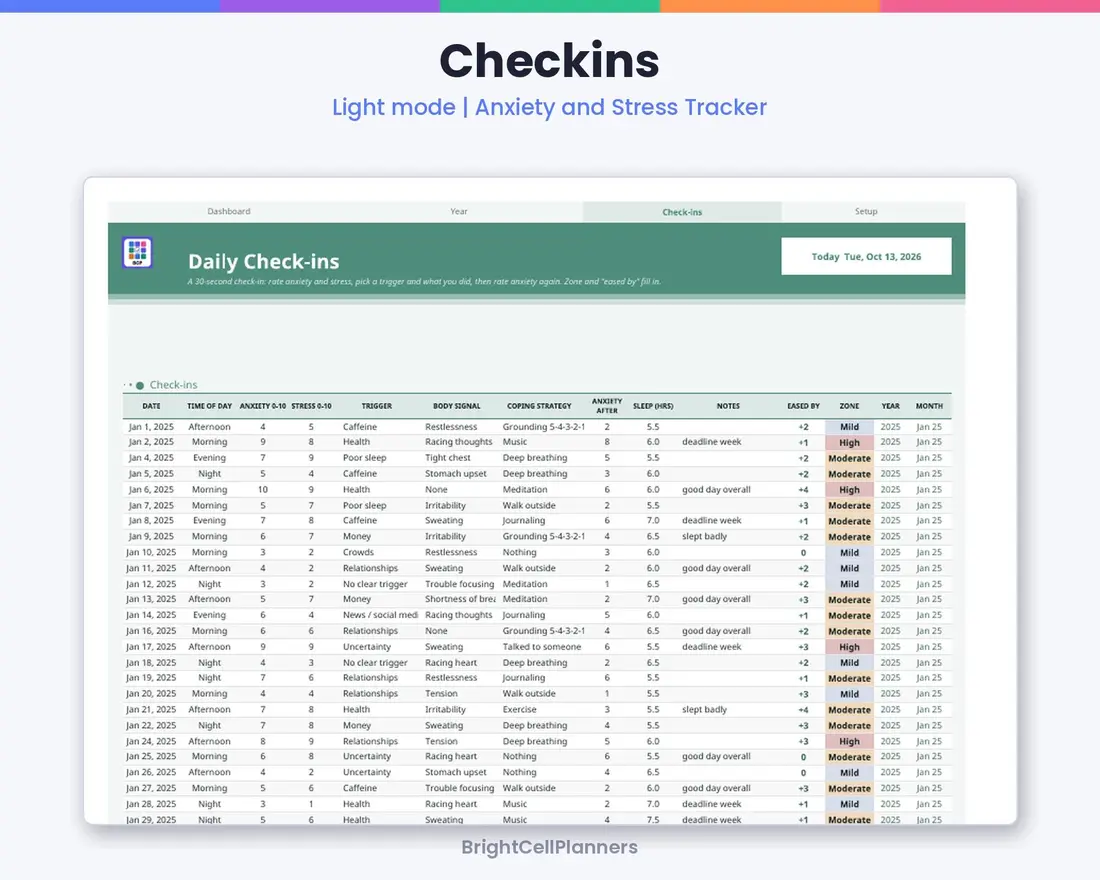 Checkins
Light mode | Anxiety and Stress Tracker
Dashboard Year Check-ins Setup
BCP
Daily Check-ins
Today Tue, Oct 13, 2026
A 30-second check-in: rate anxiety and stress, pick a trigger and what you did, then rate anxiety again. Zone and "eased by" fill in.
Check-ins
DATE TIME OF DAY ANXIETY 0-10 STRESS 0-10 TRIGGER BODY SIGNAL COPING STRATEGY ANXIETY AFTER SLEEP (HRS) NOTES EASED BY ZONE YEAR MONTH
Jan 1, 2025 Afternoon 4 5 Caffeine Restlessness Grounding 5-4-3-2-1 2 5.5 +2 Mild 2025 Jan 25
Jan 2, 2025 Morning 9 8 Health Racing thoughts Music 8 6.0 deadline week +1 High 2025 Jan 25
Jan 4, 2025 Evening 7 9 Poor sleep Tight chest Deep breathing 5 5.5 +2 Moderate 2025 Jan 25
Jan 5, 2025 Night 5 4 Caffeine Stomach upset Deep breathing 3 6.0 +2 Moderate 2025 Jan 25
Jan 6, 2025 Morning 10 9 Health None Meditation 6 6.0 good day overall +4 High 2025 Jan 25
Jan 7, 2025 Morning 5 7 Poor sleep Irritability Walk outside 2 5.5 +3 Moderate 2025 Jan 25
Jan 8, 2025 Evening 7 8 Caffeine Sweating Journaling 6 7.0 deadline week +1 Moderate 2025 Jan 25
Jan 9, 2025 Morning 6 7 Money Irritability Grounding 5-4-3-2-1 4 6.5 slept badly +2 Moderate 2025 Jan 25
Jan 10, 2025 Morning 3 2 Crowds Restlessness Nothing 3 6.0 0 Mild 2025 Jan 25
Jan 11, 2025 Afternoon 4 2 Relationships Sweating Walk outside 2 6.0 good day overall +2 Mild 2025 Jan 25
Jan 12, 2025 Night 3 2 No clear trigger Trouble focusing Meditation 1 6.5 +2 Mild 2025 Jan 25
Jan 13, 2025 Afternoon 5 7 Money Shortness of brea Meditation 2 7.0 good day overall +3 Moderate 2025 Jan 25
Jan 14, 2025 Evening 6 4 News / social medi Racing thoughts Journaling 5 6.0 +1 Moderate 2025 Jan 25
Jan 16, 2025 Morning 6 6 Relationships None Grounding 5-4-3-2-1 4 6.5 good day overall +2 Moderate 2025 Jan 25
Jan 17, 2025 Afternoon 9 9 Uncertainty Sweating Talked to someone 6 5.5 deadline week +3 High 2025 Jan 25
Jan 18, 2025 Night 4 3 No clear trigger Racing heart Deep breathing 2 6.5 +2 Mild 2025 Jan 25
Jan 19, 2025 Night 7 6 Relationships Restlessness Journaling 6 5.5 +1 Moderate 2025 Jan 25
Jan 20, 2025 Morning 4 4 Relationships Tension Walk outside 1 5.5 +3 Mild 2025 Jan 25
Jan 21, 2025 Afternoon 7 8 Health Irritability Exercise 3 5.5 slept badly +4 Moderate 2025 Jan 25
Jan 22, 2025 Night 7 8 Money Sweating Deep breathing 4 5.5 +3 Moderate 2025 Jan 25
Jan 24, 2025 Afternoon 8 9 Relationships Tension Deep breathing 5 6.0 +3 High 2025 Jan 25
Jan 25, 2025 Morning 6 8 Uncertainty Racing heart Nothing 6 5.5 good day overall 0 Moderate 2025 Jan 25
Jan 26, 2025 Afternoon 4 2 Uncertainty Stomach upset Nothing 4 6.5 0 Mild 2025 Jan 25
Jan 27, 2025 Morning 5 6 Caffeine Trouble focusing Walk outside 2 6.0 good day overall +3 Moderate 2025 Jan 25
Jan 28, 2025 Night 3 1 Health Racing heart Music 2 7.0 deadline week +1 Mild 2025 Jan 25
Jan 29, 2025 Night 5 6 Health Sweating Music 4 7.5 deadline week +1 Moderate 2025 Jan 25
BrightCellPlanners